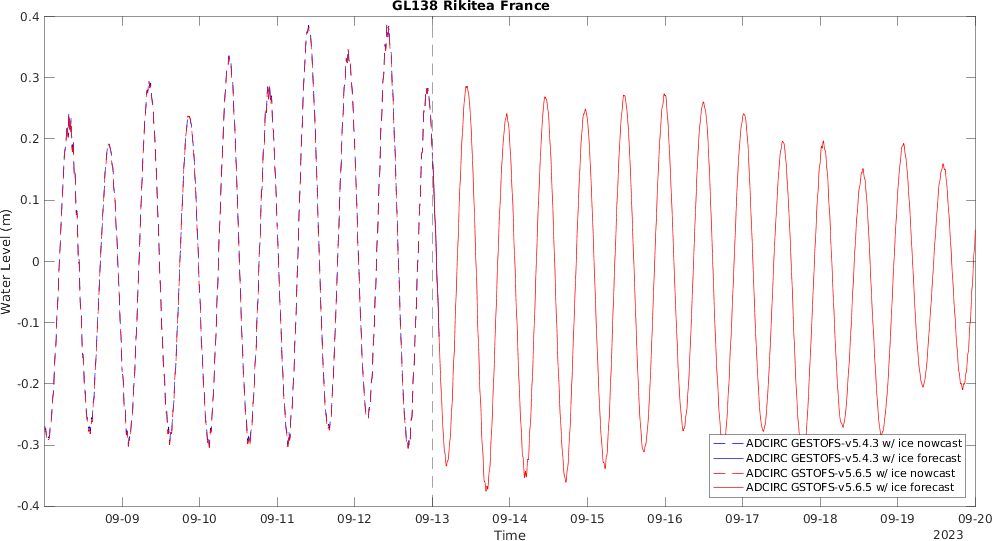 GL138 Rikitea France
0.4
0.3
0.2
0.1
0
-0.1
-0.2
-0.3
-0.4
Water Level (m)
09-09 09-10 09-11 09-12 09-13 09-14 09-15 09-16 09-17 09-18 09-19 09-20
Time
2023
ADCIRC GESTOFS-v5.4.3 w/ ice nowcast
ADCIRC GESTOFS-v5.4.3 w/ ice forecast
ADCIRC GSTOFS-v5.6.5 w/ ice nowcast
ADCIRC GSTOFS-v5.6.5 w/ ice forecast